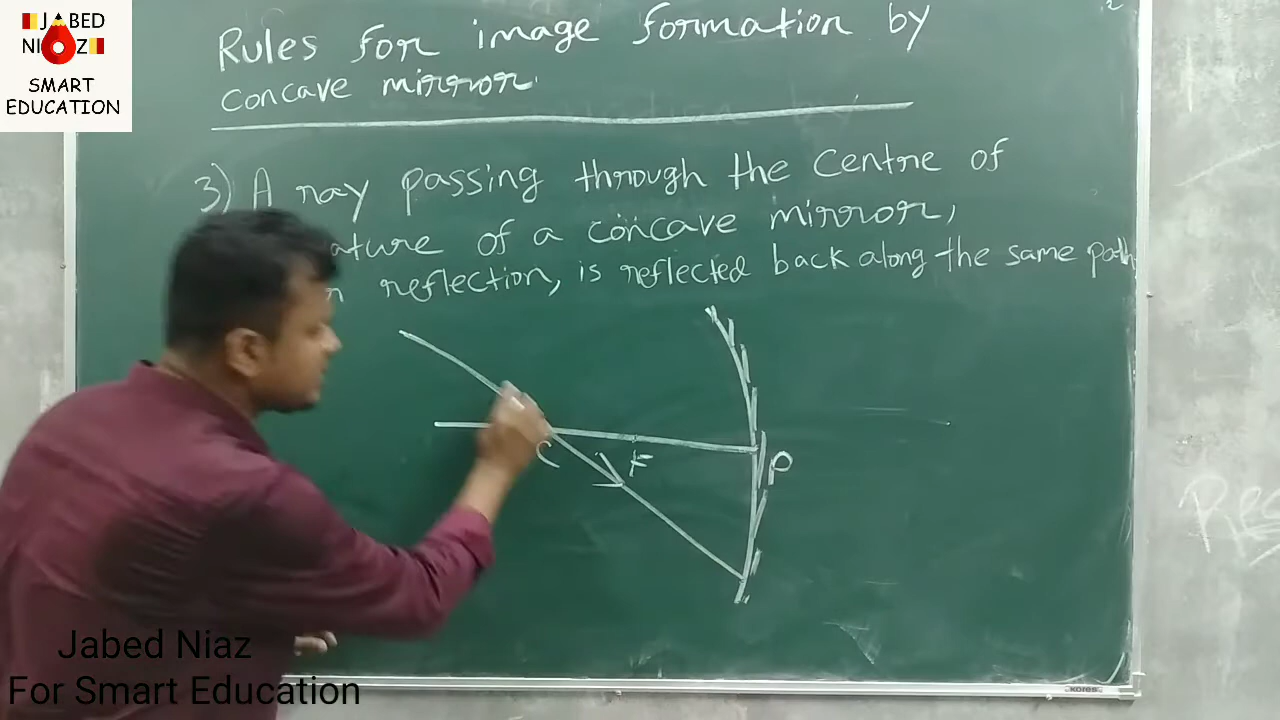 JABED
NIAZ
SMART
EDUCATION
Rules for image formation by
concave mirror.
3) A ray passing through the Centre of
ature of a concave mirror,
reflection, is reflected back along the same path
C
F
P
Jabed Niaz
For Smart Education